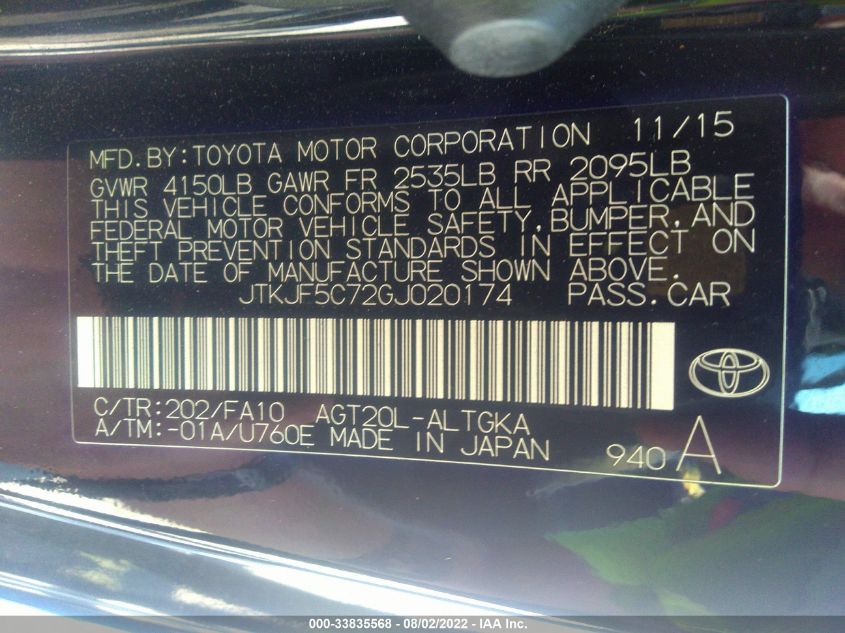 MFD.BY:TOYOTA MOTOR CORPORATION 11/15
GVWR 4150LB GAWR FR 2535LB RR 2095LB
THIS VEHICLE CONFORMS TO ALL APPLICABLE
FEDERAL MOTOR VEHICLE SAFETY,BUMPER,AND
THEFT PREVENTION STANDARDS IN EFFECT ON
THE DATE OF MANUFACTURE SHOWN ABOVE.
JTKJF5C72GJ020174 PASS.CAR
C/TR:202/FA10 AGT20L-ALTGKA
A/TM:-01A/U760E MADE IN JAPAN
940 A
000-33835568 - 08/02/2022 - IAA Inc.